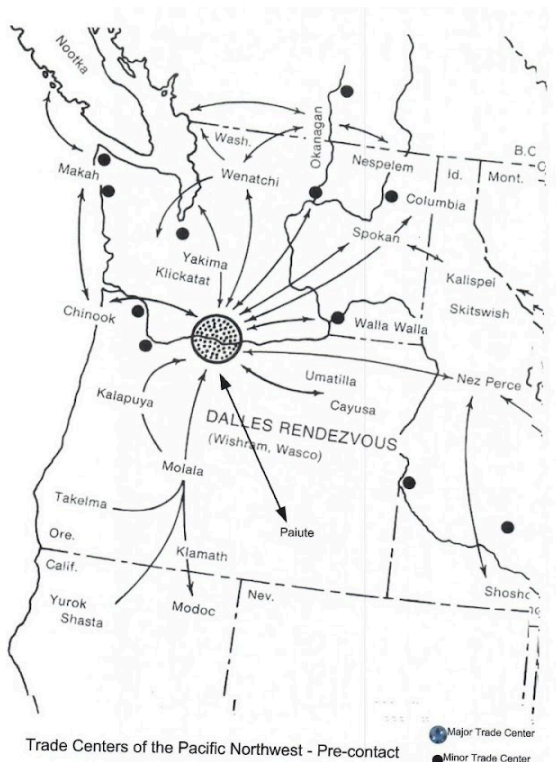 Nootka
Okanagan
Wash.
B.C
Nespelem
Makah
Wenatchi
Id.
Mont.
Columbia
Spokan
Yakima
Klickatat
Kalispel
Skitswish
Chinook
Walla Walla
Umatilla
Nez Perce
Kalapuya
Cayusa
DALLES RENDEZVOUS
(Wishram, Wasco)
Molala
Takelma
Paiute
Ore.
Klamath
Calif.
Nev.
Yurok
Shasta
Modoc
Shosho
Trade Centers of the Pacific Northwest - Pre-contact
Major Trade Center
Minor Trade Center